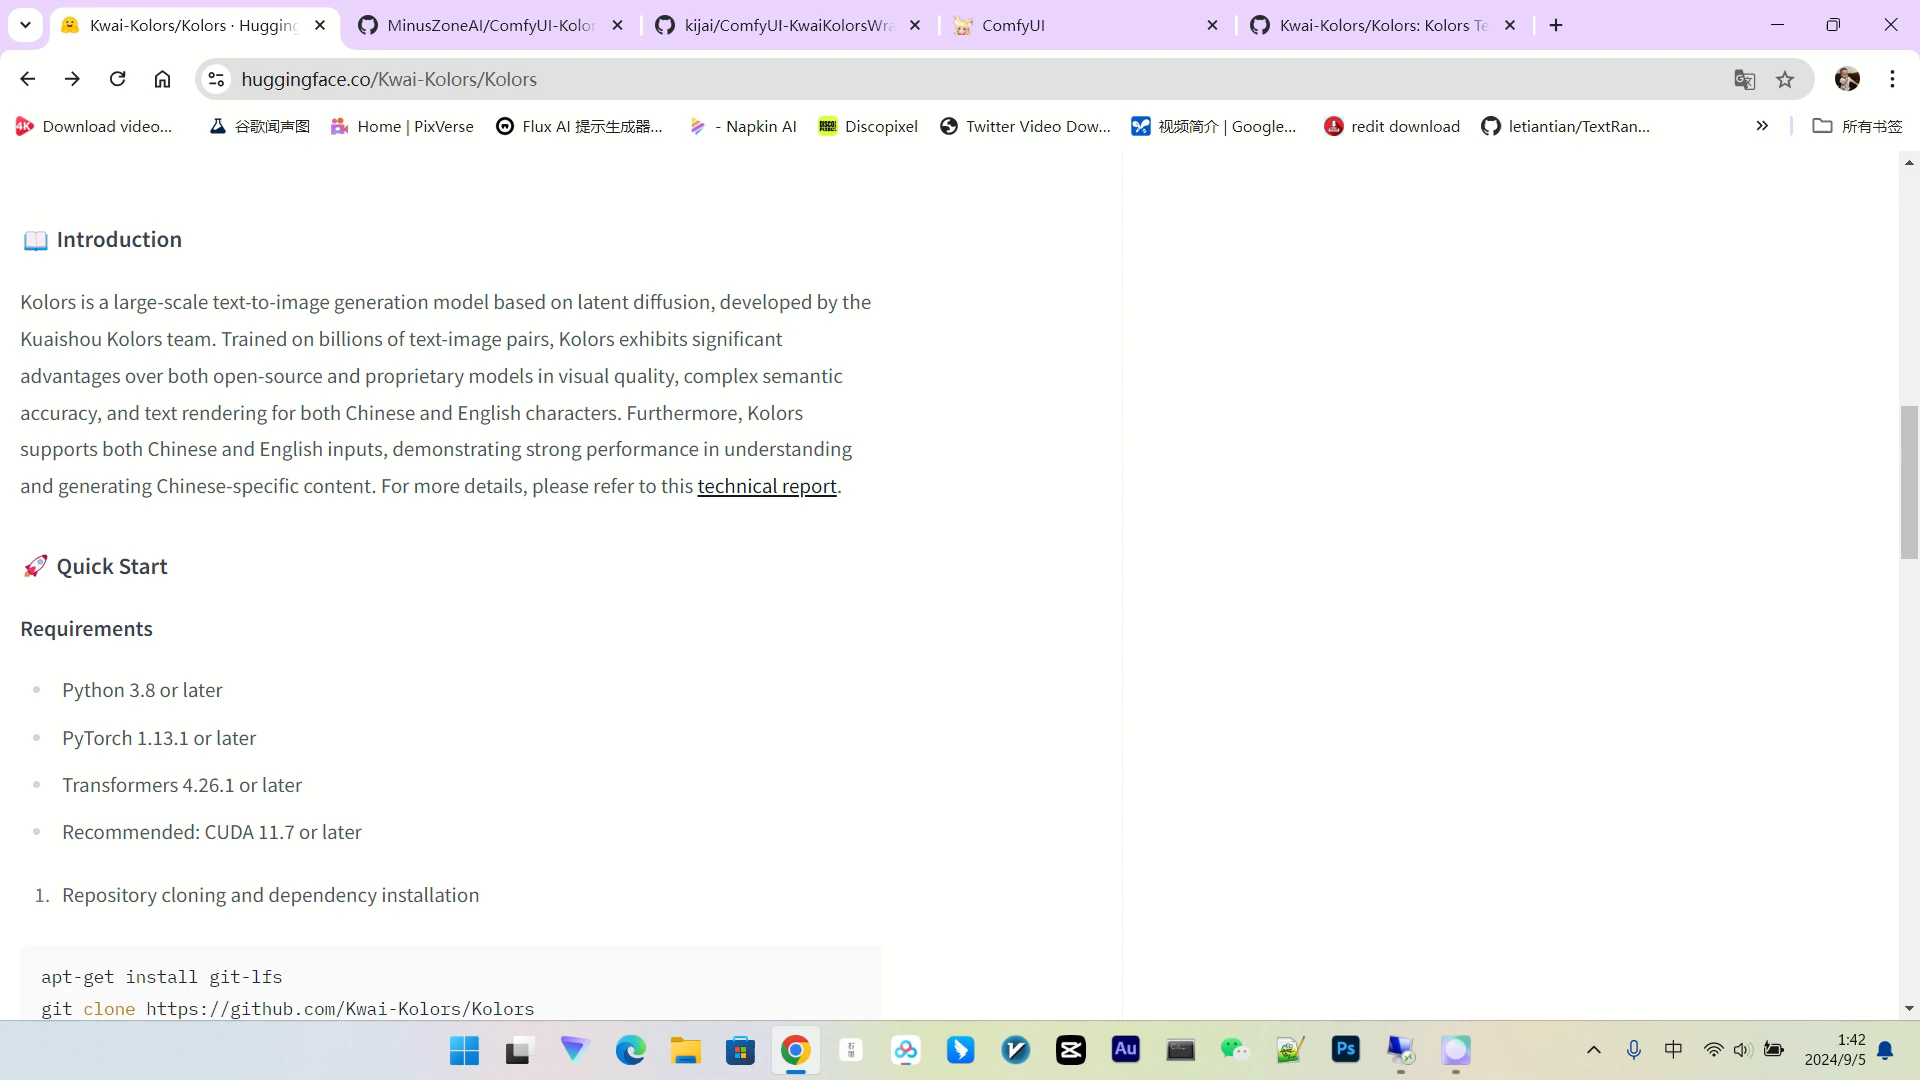 Kwai-Kolors/Kolors · Hugging
MinusZoneAI/ComfyUI-Kolor
kijai/ComfyUI-KwaiKolorsWra
ComfyUI
Kwai-Kolors/Kolors: Kolors Te
huggingface.co/Kwai-Kolors/Kolors
Download video...
谷歌闻声图
Home | PixVerse
Flux AI 提示生成器...
- Napkin AI
Discopixel
Twitter Video Dow...
视频简介 | Google...
redit download
letiantian/TextRan...
所有书签
Introduction
Kolors is a large-scale text-to-image generation model based on latent diffusion, developed by the
Kuaishou Kolors team. Trained on billions of text-image pairs, Kolors exhibits significant
advantages over both open-source and proprietary models in visual quality, complex semantic
accuracy, and text rendering for both Chinese and English characters. Furthermore, Kolors
supports both Chinese and English inputs, demonstrating strong performance in understanding
and generating Chinese-specific content. For more details, please refer to this technical report.
Quick Start
Requirements
Python 3.8 or later
PyTorch 1.13.1 or later
Transformers 4.26.1 or later
Recommended: CUDA 11.7 or later
1. Repository cloning and dependency installation
apt-get install git-lfs
git clone https://github.com/Kwai-Kolors/Kolors
石墨
Au
Ps
中
1:42
2024/9/5